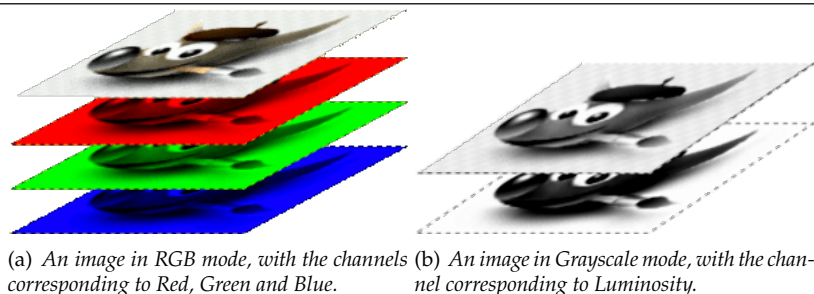 (a) An image in RGB mode, with the channels
corresponding to Red, Green and Blue.
(b) An image in Grayscale mode, with the chan-
nel corresponding to Luminosity.